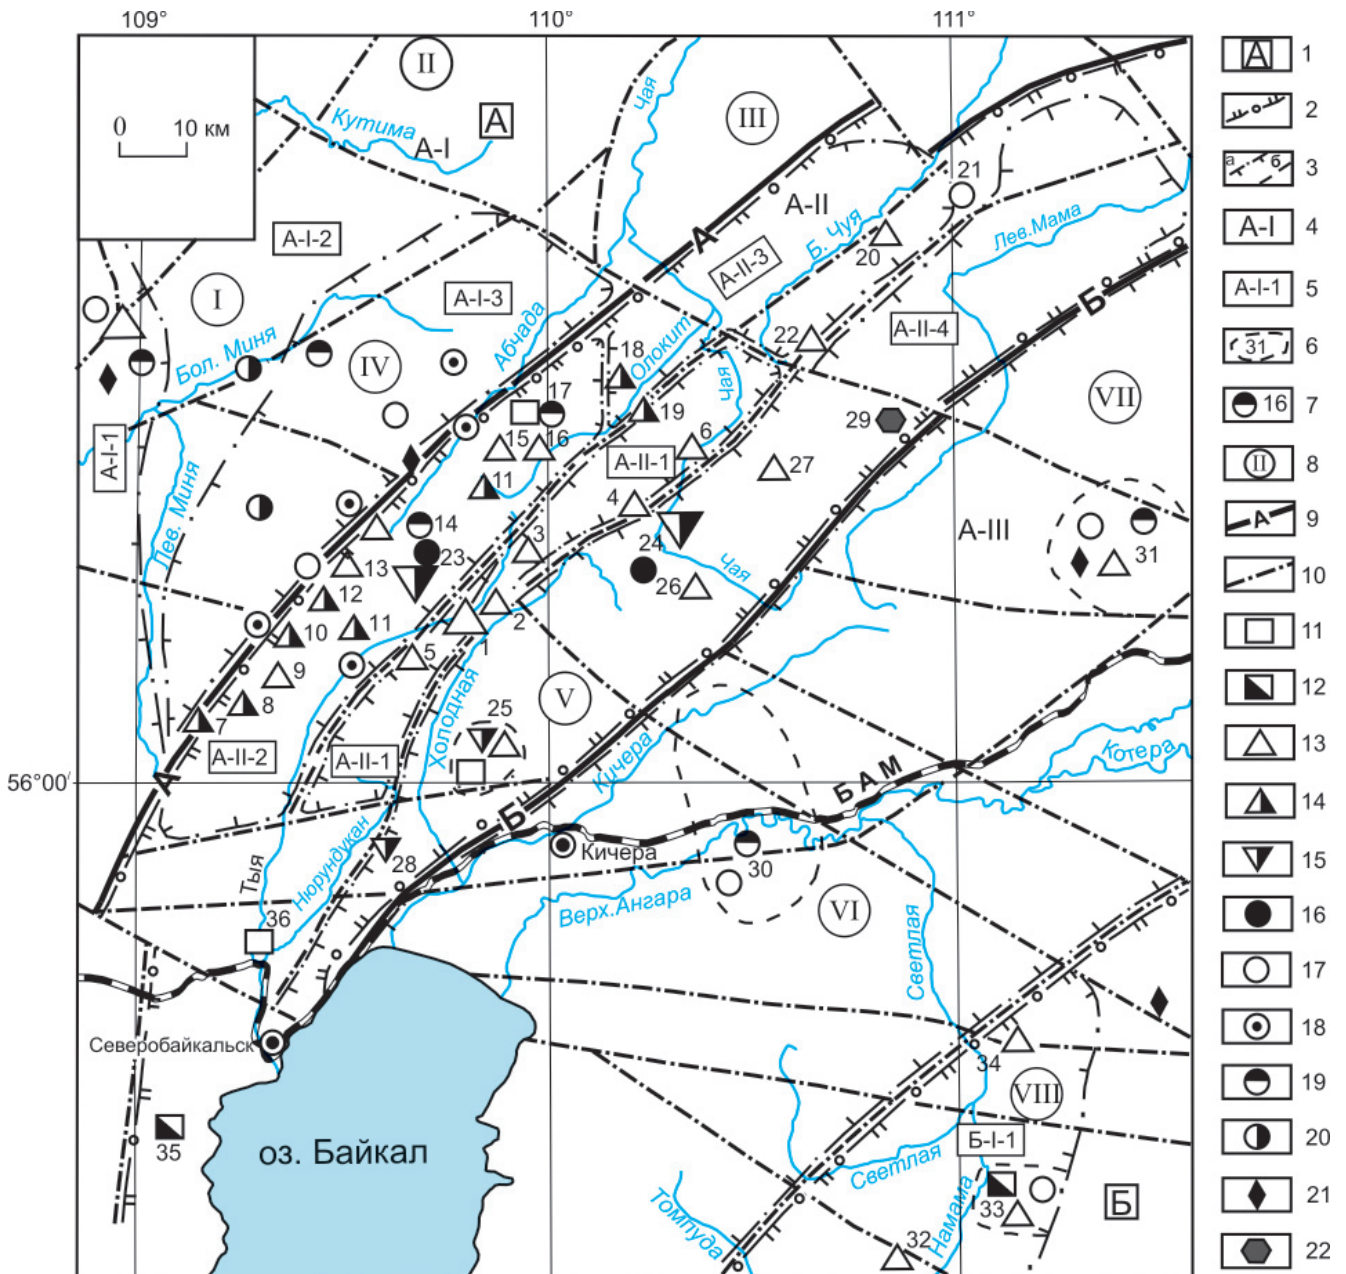 109° 110° 111°
II
Кутима
А
А-I
Чая
III
0 10 км
А-I-2
А-II
21
А
А-II-3
Б. Чуя
20
Лев.Мама
I
А-I-3
Б
Бол. Миня
IV
Абчада
18
Олокит
22
Чая
А-II-4
VII
17
19
29
А-I-1
15
16
6
А-II-1
27
Лев. Миня
11
4
14
3
24
А-III
13
23
26
Чая
31
12
2
10
11
1
9
5
8
7
Холодная
25
V
А-II-2
А-II-1
А
56°00′
Кичера
БАМ
Котера
Б
Нюрундукан
Тыя
28
Кичера
30
36
Верх.Ангара
VI
Светлая
Северобайкальск
34
VIII
35
оз. Байкал
Б-I-1
Светлая
Томпуда
33
Намама
Б
32
А 1
2
а б 3
А-I 4
А-I-1 5
31 6
16 7
II 8
А 9
10
11
12
13
14
15
16
17
18
19
20
21
22